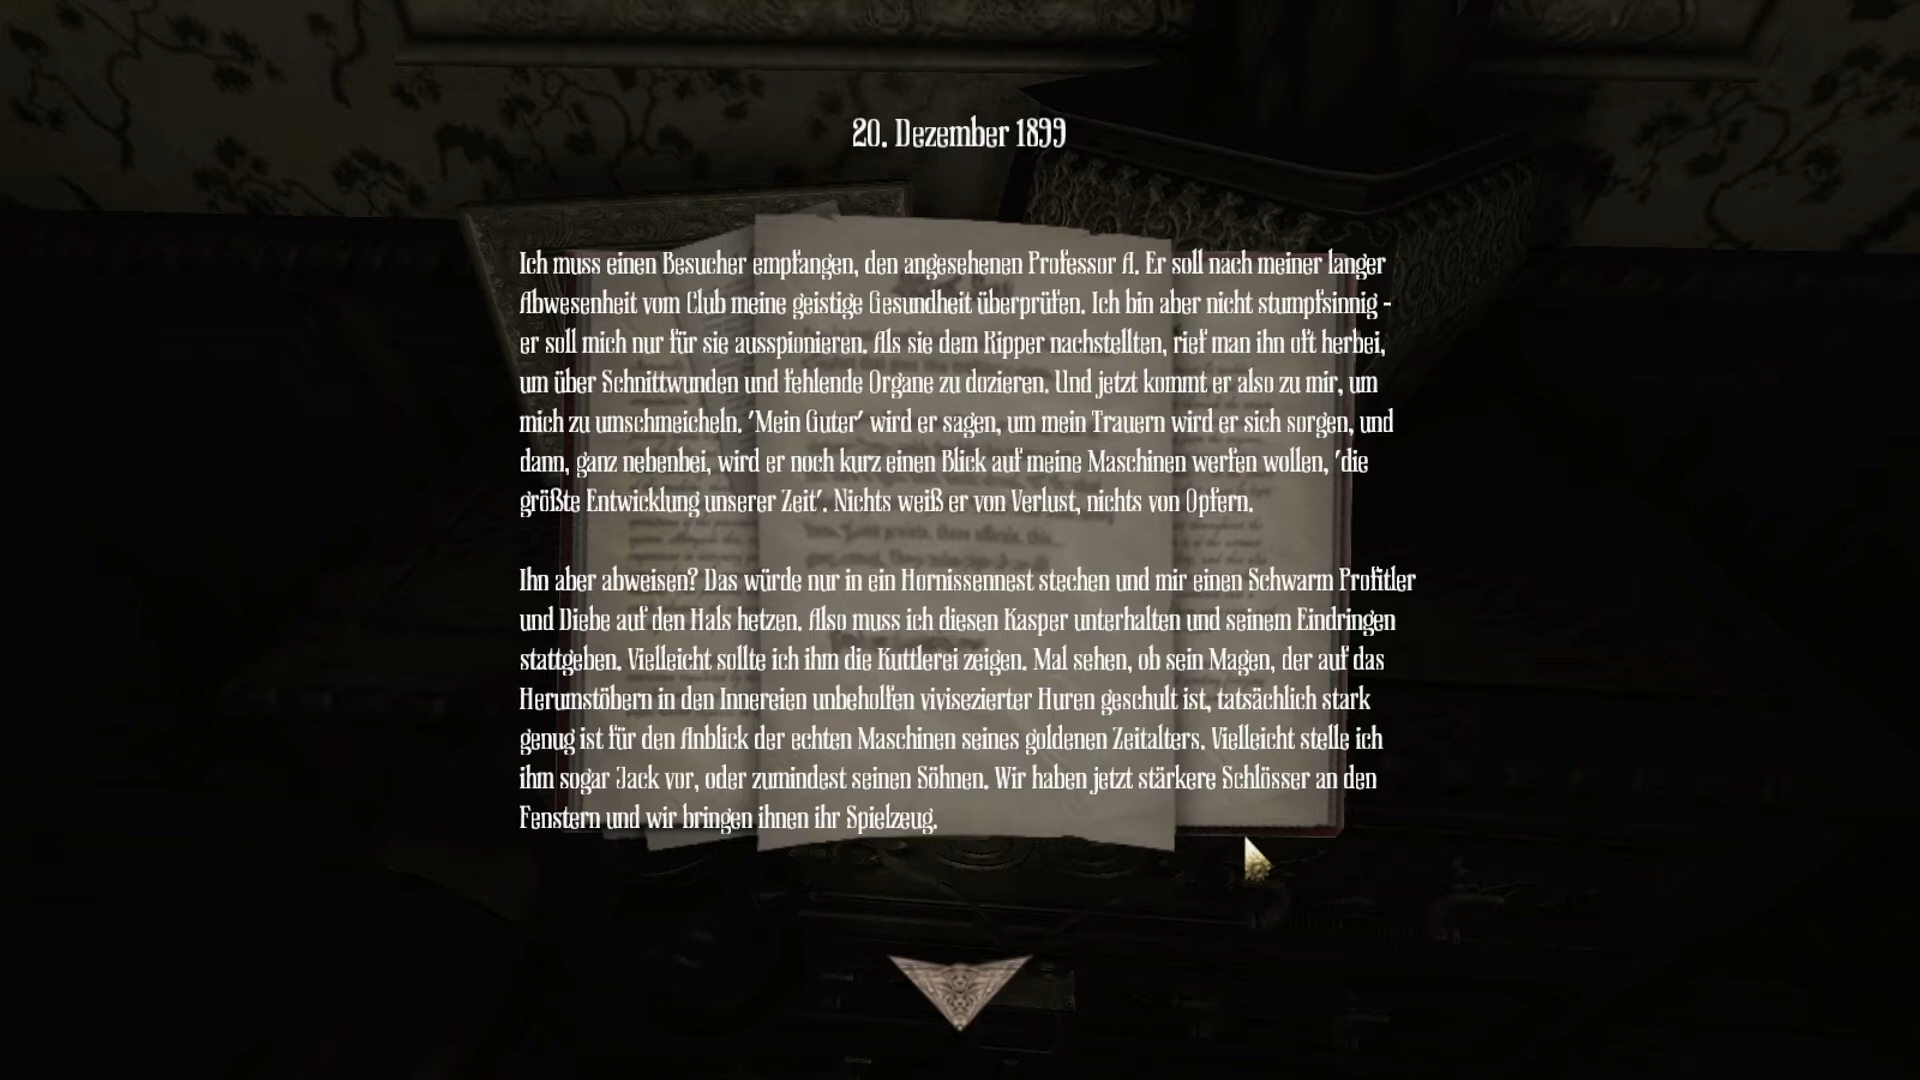 20. Dezember 1899
Ich muss einen Besucher empfangen, den angesehenen Professor A. Er soll nach meiner langer
Abwesenheit vom Club meine geistige Gesundheit überprüfen. Ich bin aber nicht stumpfsinnig -
er soll mich nur für sie ausspionieren. Als sie dem Ripper nachstellten, rief man ihn oft herbei,
um über Schnittwunden und fehlende Organe zu dozieren. Und jetzt kommt er also zu mir, um
mich zu umschmeicheln. 'Mein Guter' wird er sagen, um mein Trauern wird er sich sorgen, und
dann, ganz nebenbei, wird er noch kurz einen Blick auf meine Maschinen werfen wollen, 'die
größte Entwicklung unserer Zeit'. Nichts weiß er von Verlust, nichts von Opfern.
Ihn aber abweisen? Das würde nur in ein Hornissennest stechen und mir einen Schwarm Profitler
und Diebe auf den Hals hetzen. Also muss ich diesen Kasper unterhalten und seinem Eindringen
stattgeben. Vielleicht sollte ich ihm die Kuttlerei zeigen. Mal sehen, ob sein Magen, der auf das
Herumstöbern in den Innereien unbeholfen vivisezierter Huren geschult ist, tatsächlich stark
genug ist für den Anblick der echten Maschinen seines goldenen Zeitalters. Vielleicht stelle ich
ihm sogar Jack vor, oder zumindest seinen Söhnen. Wir haben jetzt stärkere Schlösser an den
Fenstern und wir bringen ihnen ihr Spielzeug.